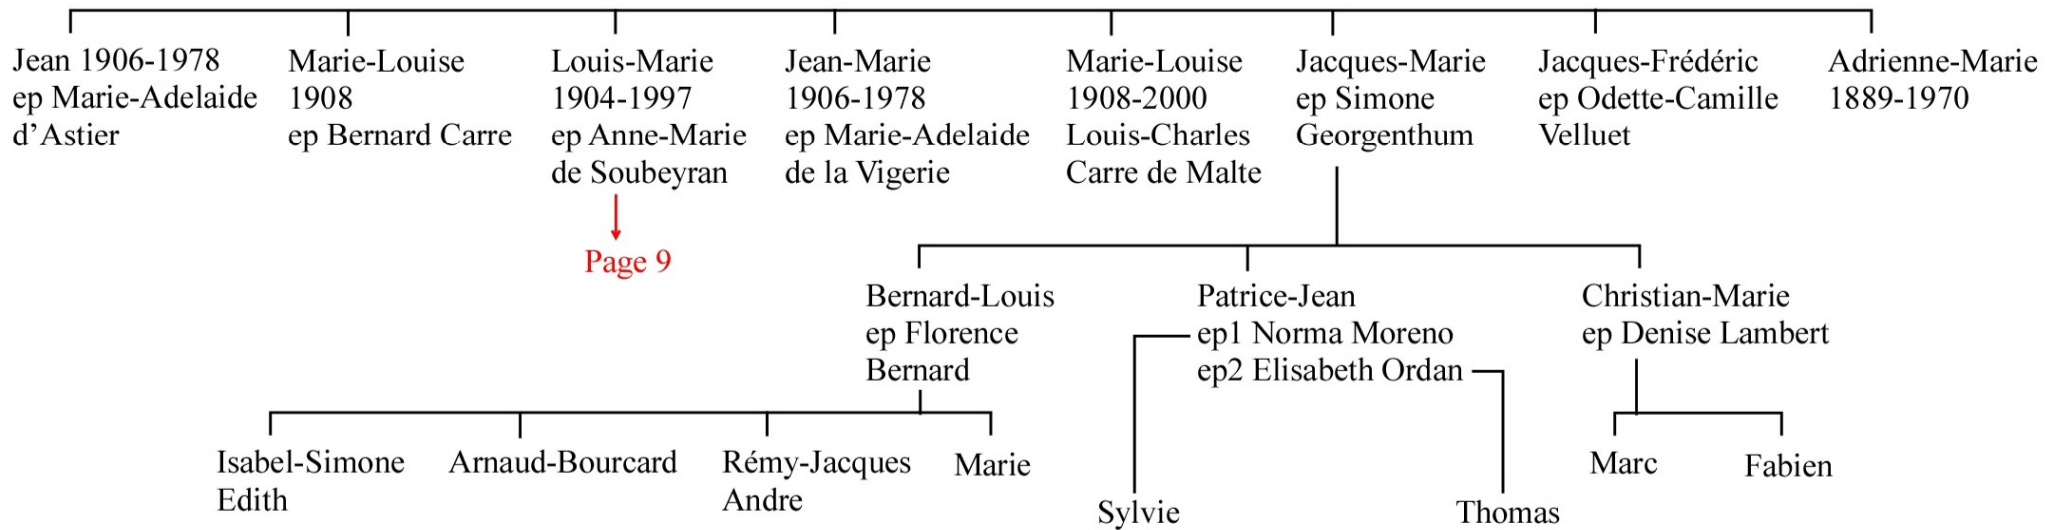 Jean 1906-1978
ep Marie-Adelaide
d’Astier
Marie-Louise
1908
ep Bernard Carre
Louis-Marie
1904-1997
ep Anne-Marie
de Soubeyran
Page 9
Jean-Marie
1906-1978
ep Marie-Adelaide
de la Vigerie
Marie-Louise
1908-2000
Louis-Charles
Carre de Malte
Jacques-Marie
ep Simone
Georgenthum
Jacques-Frédéric
ep Odette-Camille
Velluet
Adrienne-Marie
1889-1970
Bernard-Louis
ep Florence
Bernard
Patrice-Jean
ep1 Norma Moreno
ep2 Elisabeth Ordan
Christian-Marie
ep Denise Lambert
Isabel-Simone
Edith
Arnaud-Bourcard
Rémy-Jacques
Andre
Marie
Sylvie
Thomas
Marc
Fabien